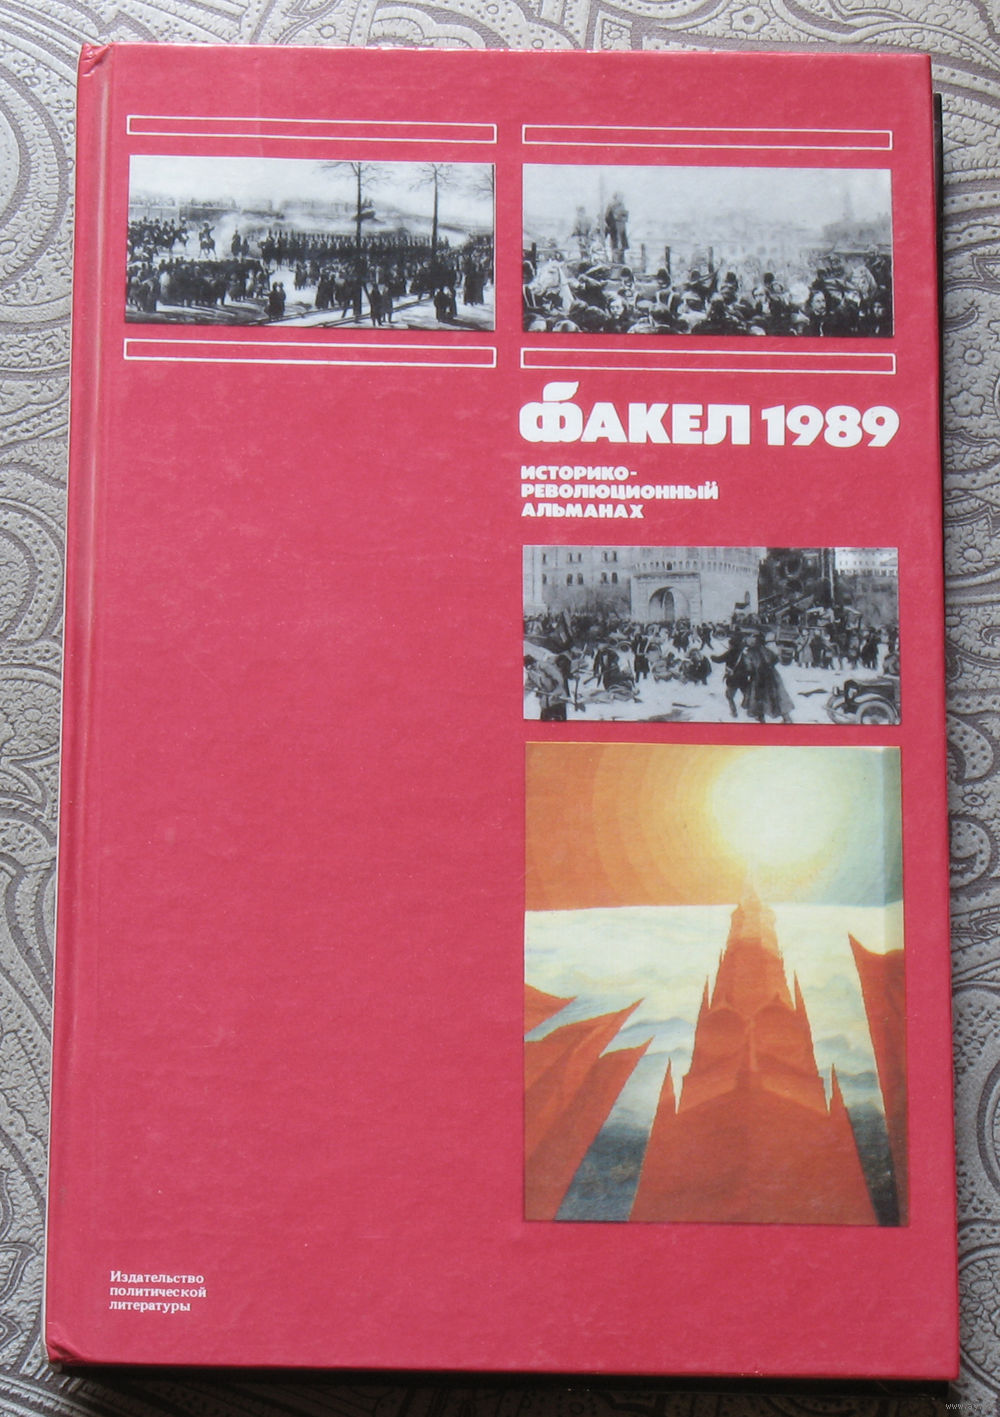 ФАКЕЛ 1989
ИСТОРИКО-
РЕВОЛЮЦИОННЫЙ
АЛЬМАНАХ
Издательство
политической
литературы